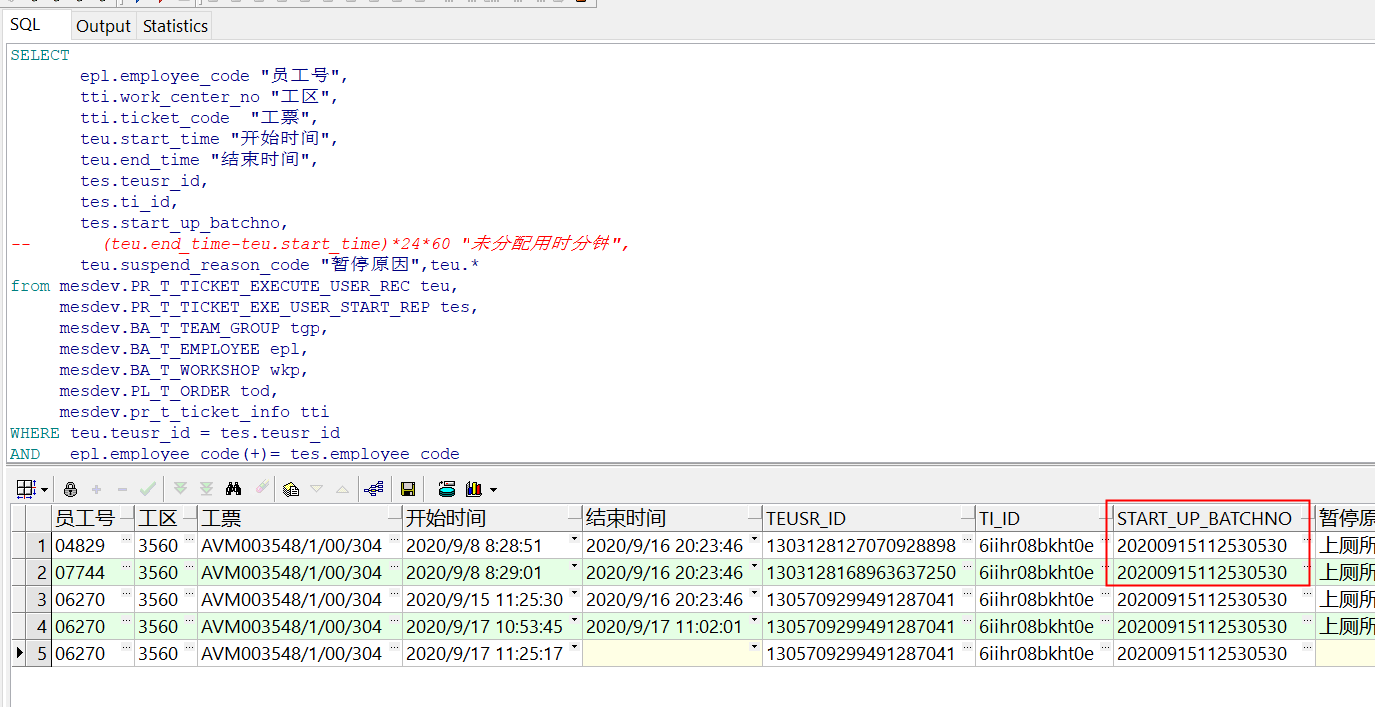 SQL Output Statistics
SELECT
epl.employee_code "员工号",
tti.work_center_no "工区",
tti.ticket_code "工票",
teu.start_time "开始时间",
teu.end_time "结束时间",
tes.teusr_id,
tes.ti_id,
tes.start_up_batchno,
-- (teu.end_time-teu.start_time)*24*60 "未分配用时分钟",
teu.suspend_reason_code "暂停原因",teu.*
from mesdev.PR_T_TICKET_EXECUTE_USER_REC teu,
mesdev.PR_T_TICKET_EXE_USER_START_REP tes,
mesdev.BA_T_TEAM_GROUP tgp,
mesdev.BA_T_EMPLOYEE epl,
mesdev.BA_T_WORKSHOP wkp,
mesdev.PL_T_ORDER tod,
mesdev.pr_t_ticket_info tti
WHERE teu.teusr_id = tes.teusr_id
AND epl.employee_code(+)= tes.employee_code
员工号 工区 工票 开始时间 结束时间 TEUSR_ID TI_ID START_UP_BATCHNO 暂停原
1 04829 3560 AVM003548/1/00/304 2020/9/8 8:28:51 2020/9/16 20:23:46 1303128127070928898 6iihr08bkht0e 20200915112530530 上厕所
2 07744 3560 AVM003548/1/00/304 2020/9/8 8:29:01 2020/9/16 20:23:46 1303128168963637250 6iihr08bkht0e 20200915112530530 上厕所
3 06270 3560 AVM003548/1/00/304 2020/9/15 11:25:30 2020/9/16 20:23:46 1305709299491287041 6iihr08bkht0e 20200915112530530 上厕所
4 06270 3560 AVM003548/1/00/304 2020/9/17 10:53:45 2020/9/17 11:02:01 1305709299491287041 6iihr08bkht0e 20200915112530530 上厕所
5 06270 3560 AVM003548/1/00/304 2020/9/17 11:25:17 1305709299491287041 6iihr08bkht0e 20200915112530530